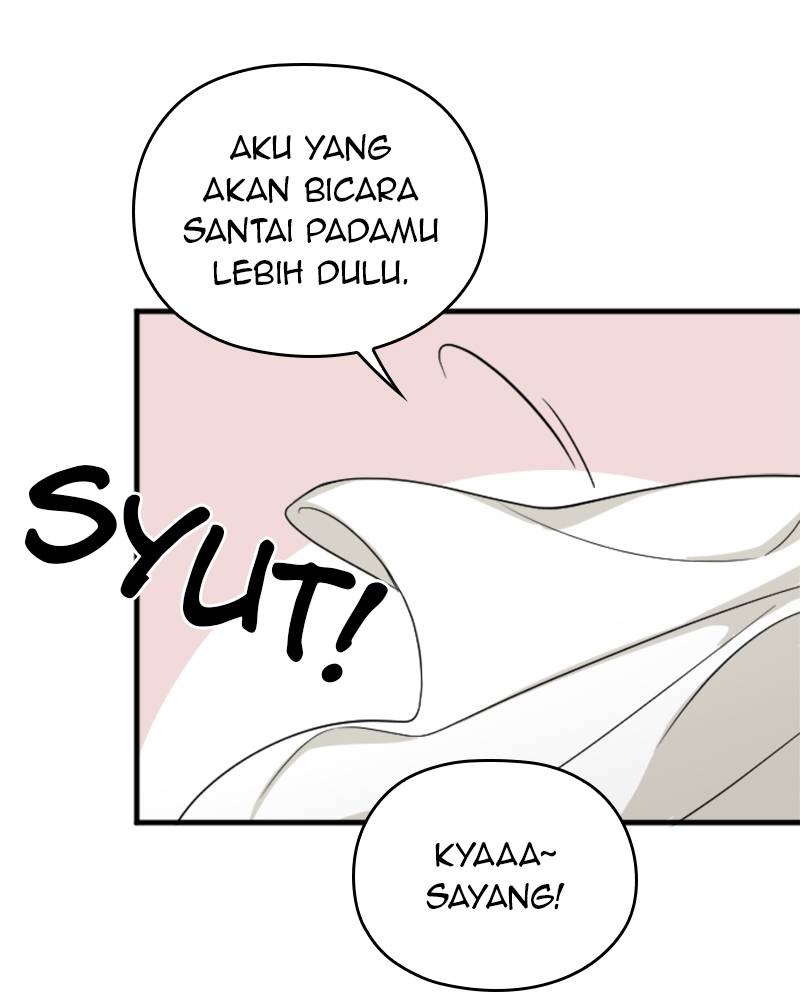 AKU YANG
AKAN BICARA
SANTAI PADAMU
LEBIH DULU.
SYUT!
KYAAA~
SAYANG!